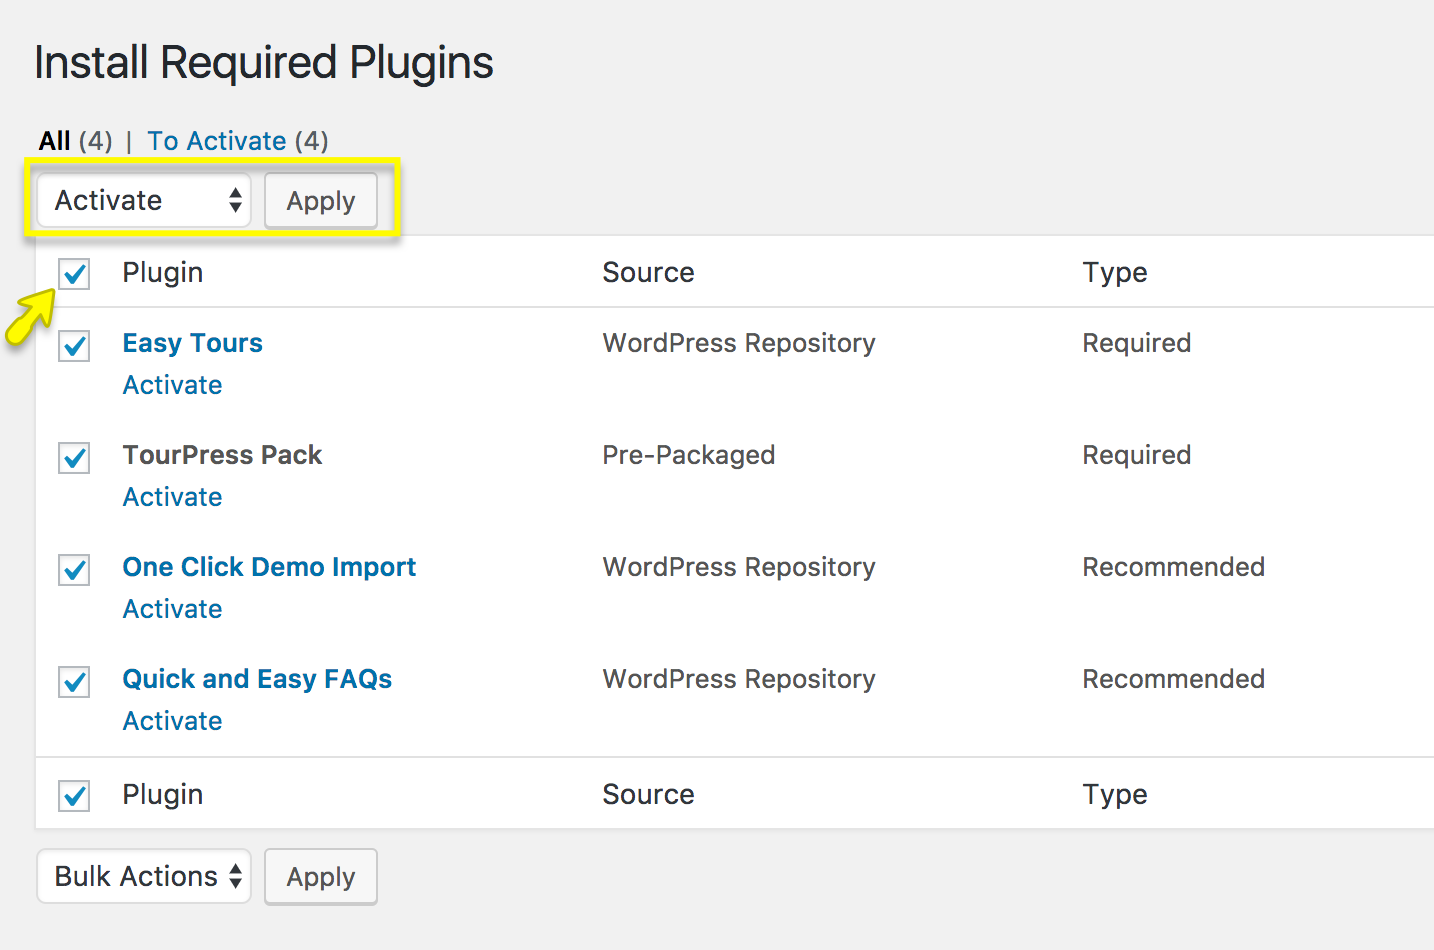 Install Required Plugins
All (4) | To Activate (4)
Activate Apply
Plugin Source Type
Easy Tours WordPress Repository Required
Activate
TourPress Pack Pre-Packaged Required
Activate
One Click Demo Import WordPress Repository Recommended
Activate
Quick and Easy FAQs WordPress Repository Recommended
Activate
Plugin Source Type
Bulk Actions Apply